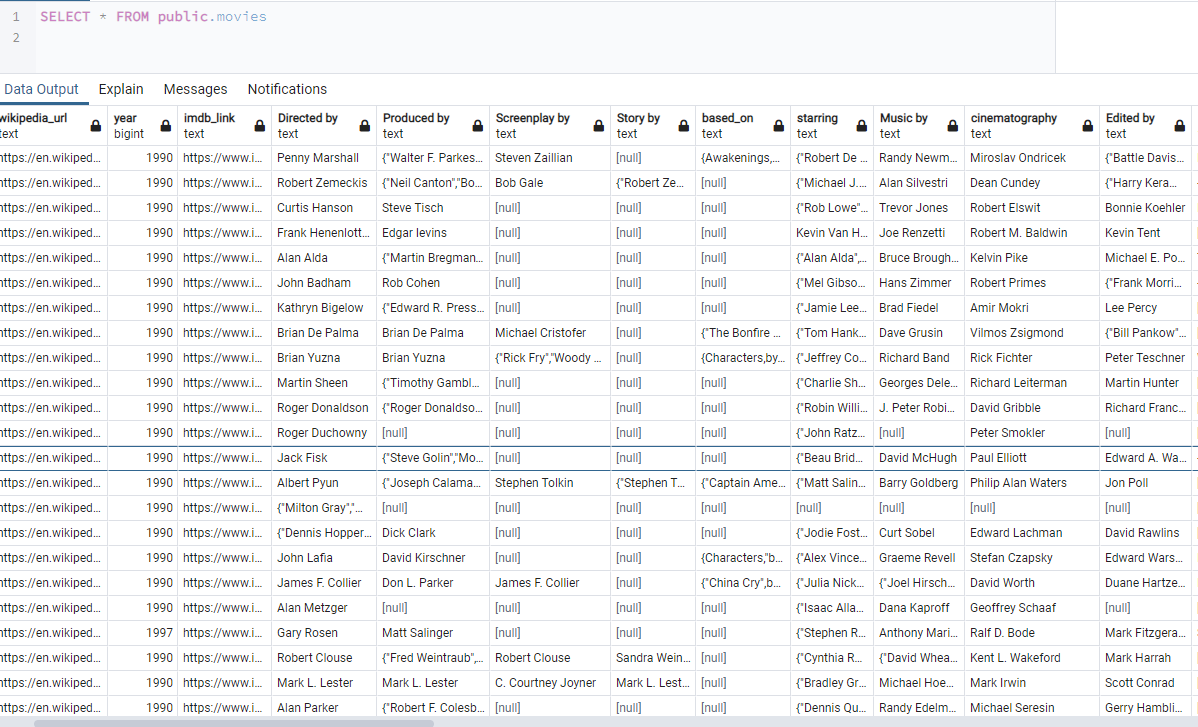 1 SELECT * FROM public.movies
2
Data Output Explain Messages Notifications
wikipedia_url year imdb_link Directed by Produced by Screenplay by Story by based_on starring Music by cinematography Edited by
text bigint text text text text text text text text text text
https://en.wikiped... 1990 https://www.i... Penny Marshall {"Walter F. Parkes... Steven Zaillian [null] {Awakenings,... {"Robert De ... Randy Newm... Miroslav Ondricek {"Battle Davis...
https://en.wikiped... 1990 https://www.i... Robert Zemeckis {"Neil Canton","Bo... Bob Gale {"Robert Ze... [null] {"Michael J.... Alan Silvestri Dean Cundey {"Harry Kera...
https://en.wikiped... 1990 https://www.i... Curtis Hanson Steve Tisch [null] [null] [null] {"Rob Lowe"... Trevor Jones Robert Elswit Bonnie Koehler
https://en.wikiped... 1990 https://www.i... Frank Henenlott... Edgar Ievins [null] [null] [null] Kevin Van H... Joe Renzetti Robert M. Baldwin Kevin Tent
https://en.wikiped... 1990 https://www.i... Alan Alda {"Martin Bregman... [null] [null] [null] {"Alan Alda",... Bruce Brough... Kelvin Pike Michael E. Po...
https://en.wikiped... 1990 https://www.i... John Badham Rob Cohen [null] [null] [null] {"Mel Gibso... Hans Zimmer Robert Primes {"Frank Morri...
https://en.wikiped... 1990 https://www.i... Kathryn Bigelow {"Edward R. Press... [null] [null] [null] {"Jamie Lee... Brad Fiedel Amir Mokri Lee Percy
https://en.wikiped... 1990 https://www.i... Brian De Palma Brian De Palma Michael Cristofer [null] {"The Bonfire ... {"Tom Hank... Dave Grusin Vilmos Zsigmond {"Bill Pankow"...
https://en.wikiped... 1990 https://www.i... Brian Yuzna Brian Yuzna {"Rick Fry","Woody ... [null] {Characters,by... {"Jeffrey Co... Richard Band Rick Fichter Peter Teschner
https://en.wikiped... 1990 https://www.i... Martin Sheen {"Timothy Gambl... [null] [null] [null] {"Charlie Sh... Georges Dele... Richard Leiterman Martin Hunter
https://en.wikiped... 1990 https://www.i... Roger Donaldson {"Roger Donaldso... [null] [null] [null] {"Robin Willi... J. Peter Robi... David Gribble Richard Franc...
https://en.wikiped... 1990 https://www.i... Roger Duchowny [null] [null] [null] [null] {"John Ratz... [null] Peter Smokler [null]
https://en.wikiped... 1990 https://www.i... Jack Fisk {"Steve Golin","Mo... [null] [null] [null] {"Beau Brid... David McHugh Paul Elliott Edward A. Wa...
https://en.wikiped... 1990 https://www.i... Albert Pyun {"Joseph Calama... Stephen Tolkin {"Stephen T... {"Captain Ame... {"Matt Salin... Barry Goldberg Philip Alan Waters Jon Poll
https://en.wikiped... 1990 https://www.i... {"Milton Gray","... [null] [null] [null] [null] [null] [null] [null] [null]
https://en.wikiped... 1990 https://www.i... {"Dennis Hopper... Dick Clark [null] [null] [null] {"Jodie Fost... Curt Sobel Edward Lachman David Rawlins
https://en.wikiped... 1990 https://www.i... John Lafia David Kirschner [null] [null] {Characters,"b... {"Alex Vince... Graeme Revell Stefan Czapsky Edward Wars...
https://en.wikiped... 1990 https://www.i... James F. Collier Don L. Parker James F. Collier [null] {"China Cry",b... {"Julia Nick... {"Joel Hirsch... David Worth Duane Hartze...
https://en.wikiped... 1990 https://www.i... Alan Metzger [null] [null] [null] [null] {"Isaac Alla... Dana Kaproff Geoffrey Schaaf [null]
https://en.wikiped... 1997 https://www.i... Gary Rosen Matt Salinger [null] [null] [null] {"Stephen R... Anthony Mari... Ralf D. Bode Mark Fitzgera...
https://en.wikiped... 1990 https://www.i... Robert Clouse {"Fred Weintraub",... Robert Clouse Sandra Wein... [null] {"Cynthia R... {"David Whea... Kent L. Wakeford Mark Harrah
https://en.wikiped... 1990 https://www.i... Mark L. Lester Mark L. Lester C. Courtney Joyner Mark L. Lest... [null] {"Bradley Gr... Michael Hoe... Mark Irwin Scott Conrad
https://en.wikiped... 1990 https://www.i... Alan Parker {"Robert F. Colesb... [null] [null] [null] {"Dennis Qu... Randy Edelm... Michael Seresin Gerry Hambli...